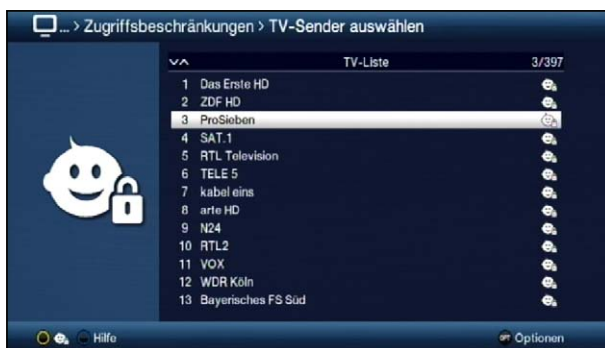 ... > Zugriffsbeschränkungen > TV-Sender auswählen
TV-Liste 3/397
1 Das Erste HD
2 ZDF HD
3 ProSieben
4 SAT.1
5 RTL Television
6 TELE 5
7 kabel eins
8 arte HD
9 N24
10 RTL2
11 VOX
12 WDR Köln
13 Bayerisches FS Süd
Hilfe OPT Optionen